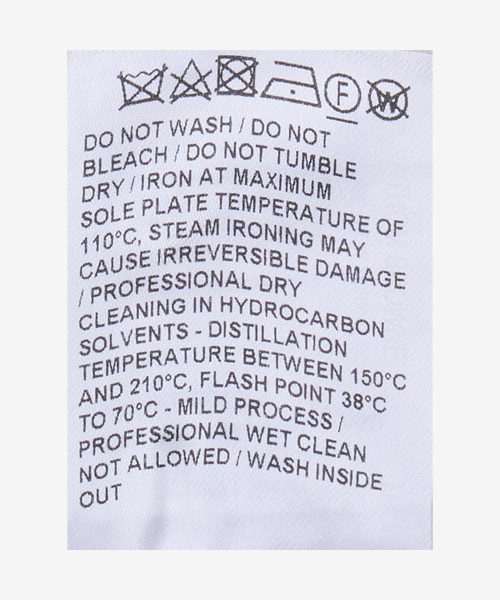 F W
DO NOT WASH / DO NOT
BLEACH / DO NOT TUMBLE
DRY / IRON AT MAXIMUM
SOLE PLATE TEMPERATURE OF
110°C, STEAM IRONING MAY
CAUSE IRREVERSIBLE DAMAGE
/ PROFESSIONAL DRY
CLEANING IN HYDROCARBON
SOLVENTS - DISTILLATION
TEMPERATURE BETWEEN 150°C
AND 210°C, FLASH POINT 38°C
TO 70°C - MILD PROCESS /
PROFESSIONAL WET CLEAN
NOT ALLOWED / WASH INSIDE
OUT